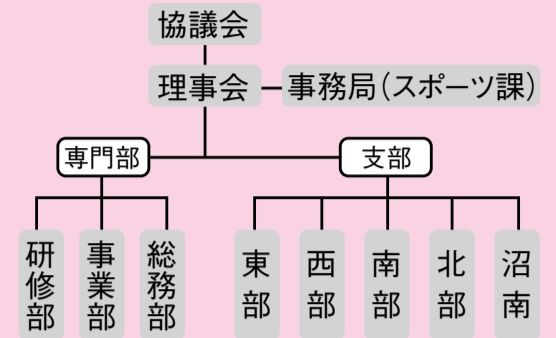 協議会
理事会
事務局(スポーツ課)
専門部
支部
研修部
事業部
総務部
東部
西部
南部
北部
沼南